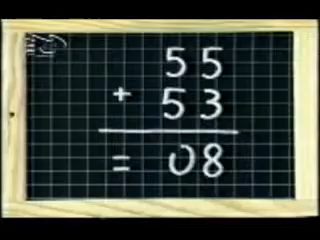 55
+ 53
= 08